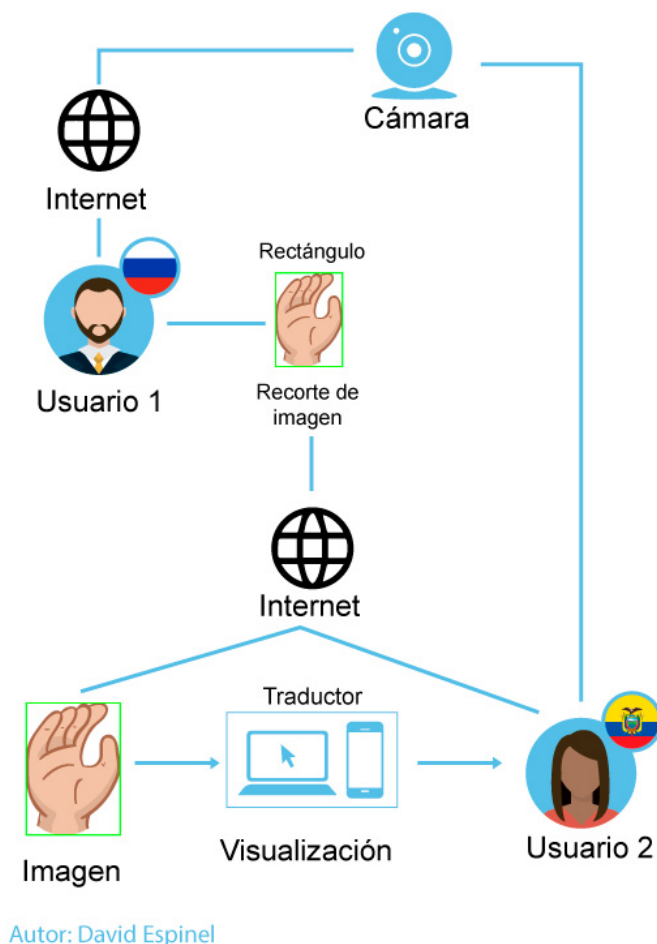 Cámara
Internet
Rectángulo
Usuario 1
Recorte de
imagen
Internet
Traductor
Imagen
Visualización
Usuario 2
Autor: David Espinel